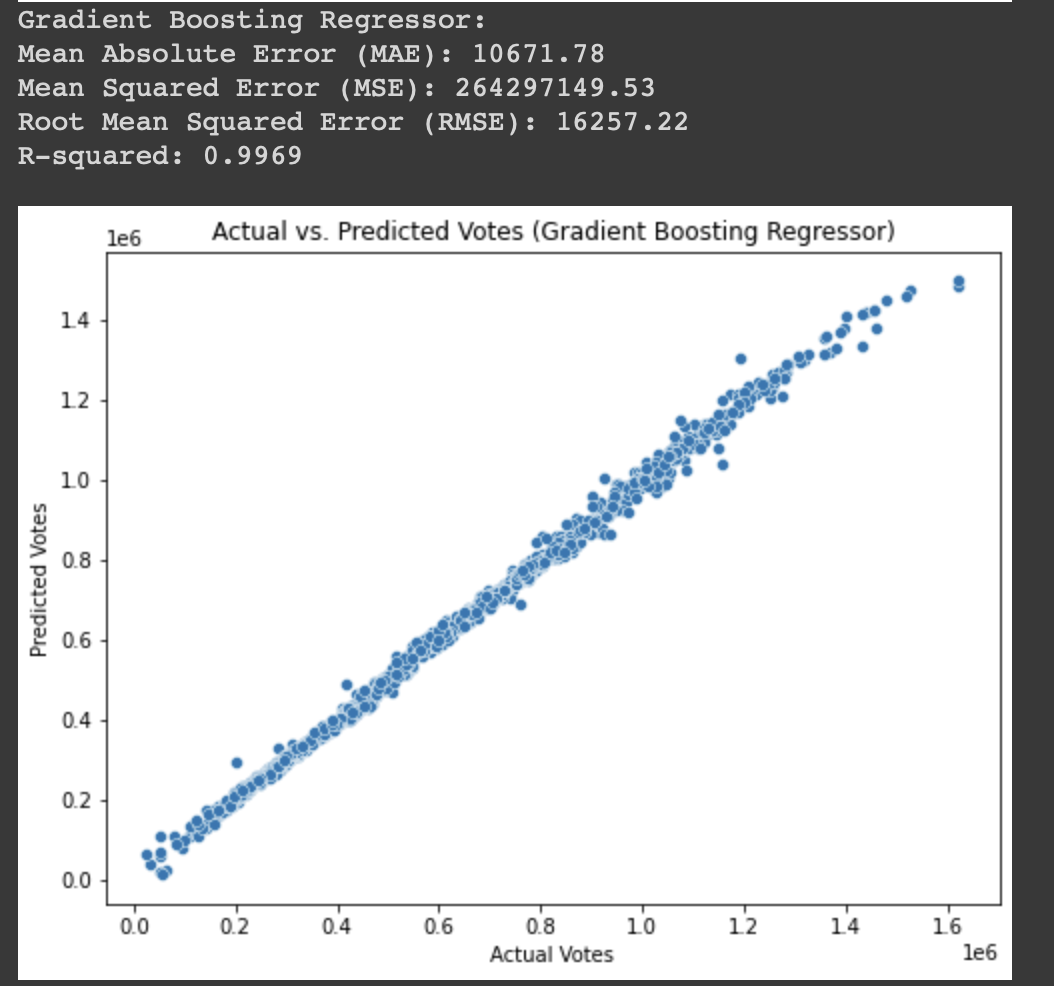 Gradient Boosting Regressor:
Mean Absolute Error (MAE): 10671.78
Mean Squared Error (MSE): 264297149.53
Root Mean Squared Error (RMSE): 16257.22
R-squared: 0.9969
1e6
Actual vs. Predicted Votes (Gradient Boosting Regressor)
1.4
1.2
1.0
0.8
0.6
0.4
0.2
0.0
Predicted Votes
0.0 0.2 0.4 0.6 0.8 1.0 1.2 1.4 1.6
Actual Votes
1e6